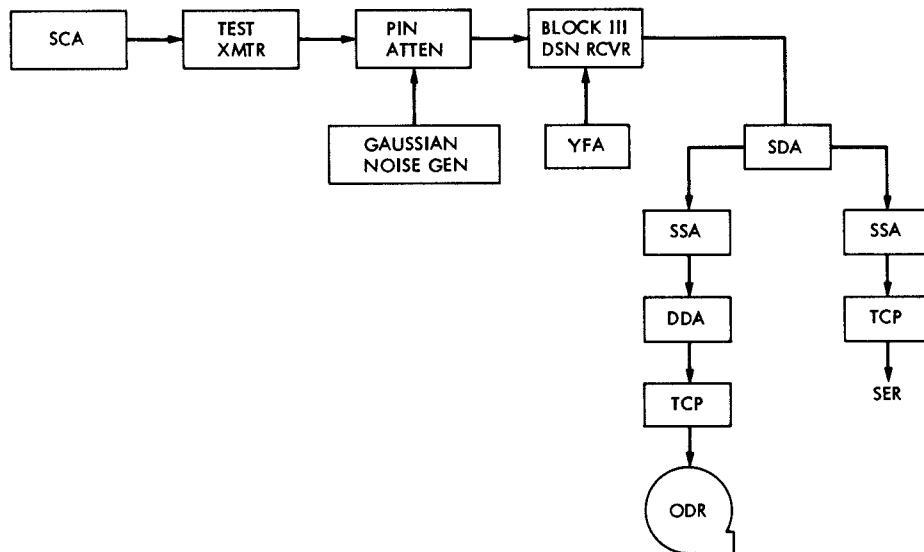 SCA
TEST
XMTR
PIN
ATTEN
BLOCK III
DSN RCVR
GAUSSIAN
NOISE GEN
YFA
SDA
SSA
SSA
DDA
TCP
TCP
SER
ODR